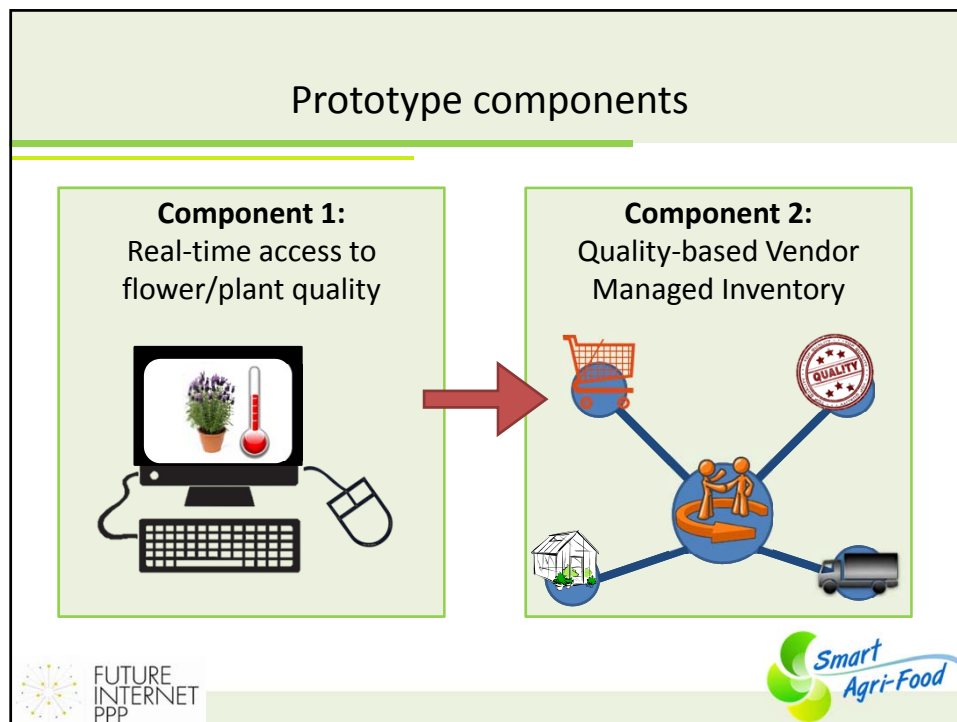 Prototype components
Component 1:
Real-time access to
flower/plant quality
Component 2:
Quality-based Vendor
Managed Inventory
QUALITY
FUTURE
INTERNET
PPP
Smart
Agri-Food